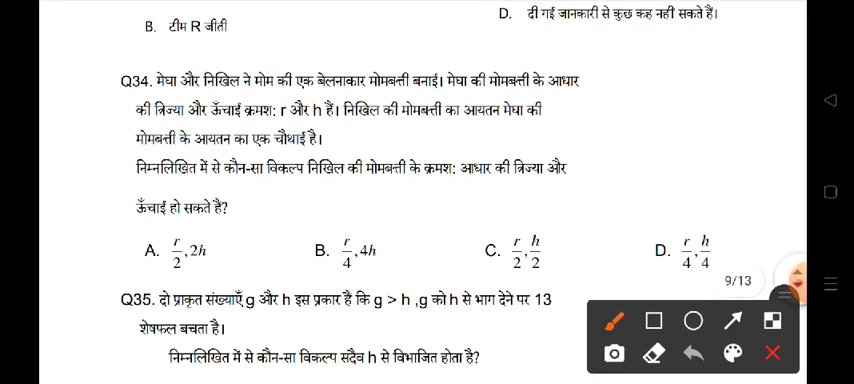 D. दी गई जानकारी से कुछ कह नहीं सकते हैं।
B. टीम R जीती
Q34. मेघा और निखिल ने मोम की एक बेलनाकार मोमबत्ती बनाई। मेघा की मोमबत्ती के आधार
की त्रिज्या और ऊँचाई क्रमश: r और h हैं। निखिल की मोमबत्ती का आयतन मेघा की
मोमबत्ती के आयतन का एक चौथाई है।
निम्नलिखित में से कौन-सा विकल्प निखिल की मोमबत्ती के क्रमश: आधार की त्रिज्या और
ऊँचाई हो सकते हैं?
A. r/2, 2h B. r/4, 4h C. r/2, h/2 D. r/4, h/4
9/13
Q35. दो प्राकृत संख्याएँ g और h इस प्रकार है कि g > h ,g को h से भाग देने पर 13
शेषफल बचता है।
निम्नलिखित में से कौन-सा विकल्प सदैव h से विभाजित होता है?